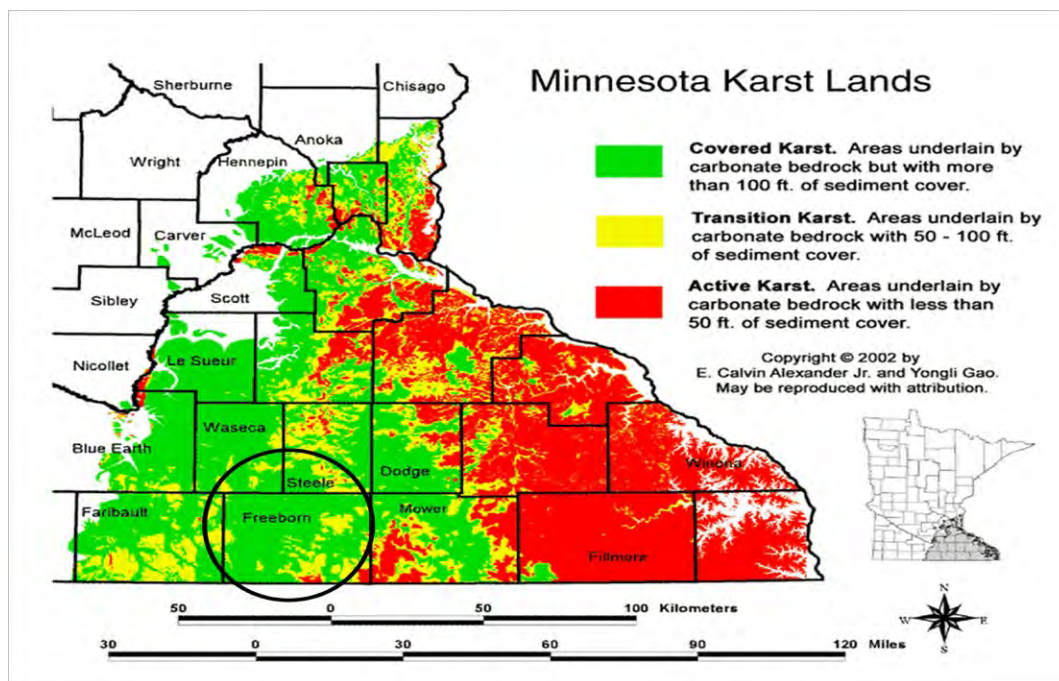 Minnesota Karst Lands
Covered Karst. Areas underlain by
carbonate bedrock but with more
than 100 ft. of sediment cover.
Transition Karst. Areas underlain by
carbonate bedrock with 50 - 100 ft.
of sediment cover.
Active Karst. Areas underlain by
carbonate bedrock with less than
50 ft. of sediment cover.
Copyright © 2002 by
E. Calvin Alexander Jr. and Yongli Gao.
May be reproduced with attribution.
Sherburne
Chisago
Anoka
Wright
Hennepin
McLeod
Carver
Sibley
Scott
Nicollet
Le Sueur
Waseca
Blue Earth
Steele
Dodge
Winona
Faribault
Freeborn
Mower
Fillmore
50 0 50 100 Kilometers
30 0 30 60 90 120 Miles
N
W E
S